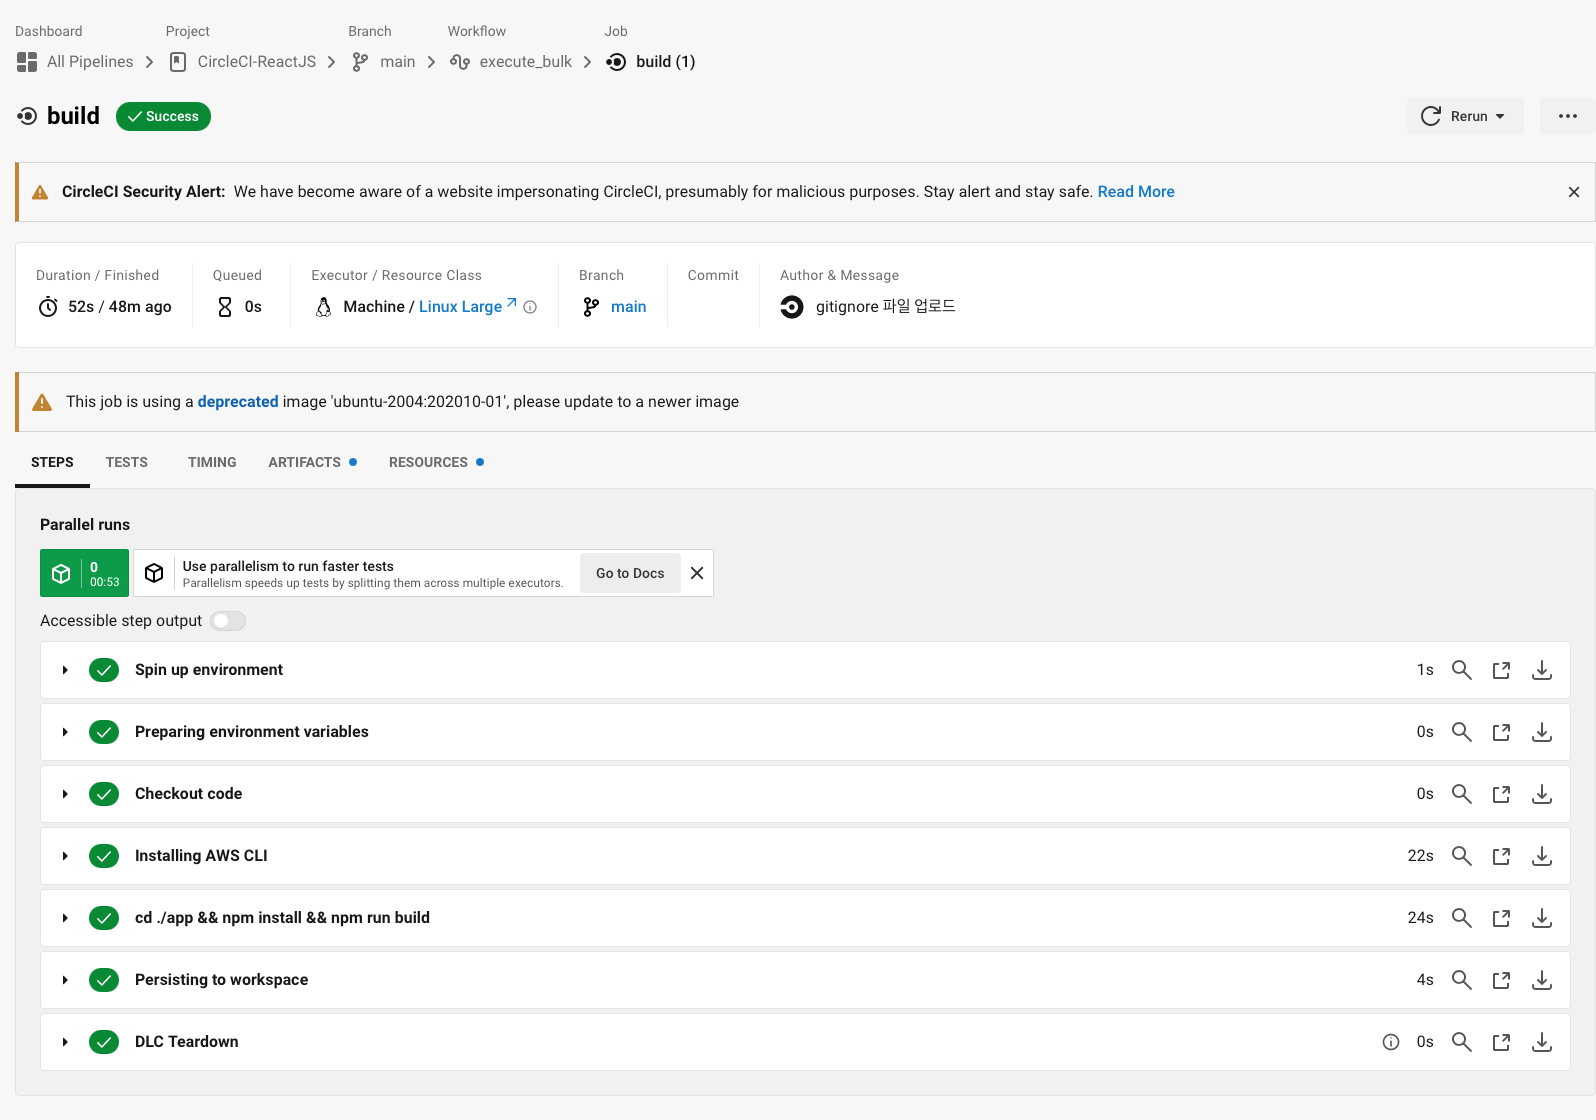 Dashboard Project Branch Workflow Job
All Pipelines CircleCI-ReactJS main execute_bulk build (1)
build Success Rerun
CircleCI Security Alert: We have become aware of a website impersonating CircleCI, presumably for malicious purposes. Stay alert and stay safe. Read More
Duration / Finished Queued Executor / Resource Class Branch Commit Author & Message
52s / 48m ago 0s Machine / Linux Large main gitignore 파일 업로드
This job is using a deprecated image 'ubuntu-2004:202010-01', please update to a newer image
STEPS TESTS TIMING ARTIFACTS RESOURCES
Parallel runs
0 Use parallelism to run faster tests
00:53 Parallelism speeds up tests by splitting them across multiple executors. Go to Docs
Accessible step output
Spin up environment 1s
Preparing environment variables 0s
Checkout code 0s
Installing AWS CLI 22s
cd ./app && npm install && npm run build 24s
Persisting to workspace 4s
DLC Teardown 0s